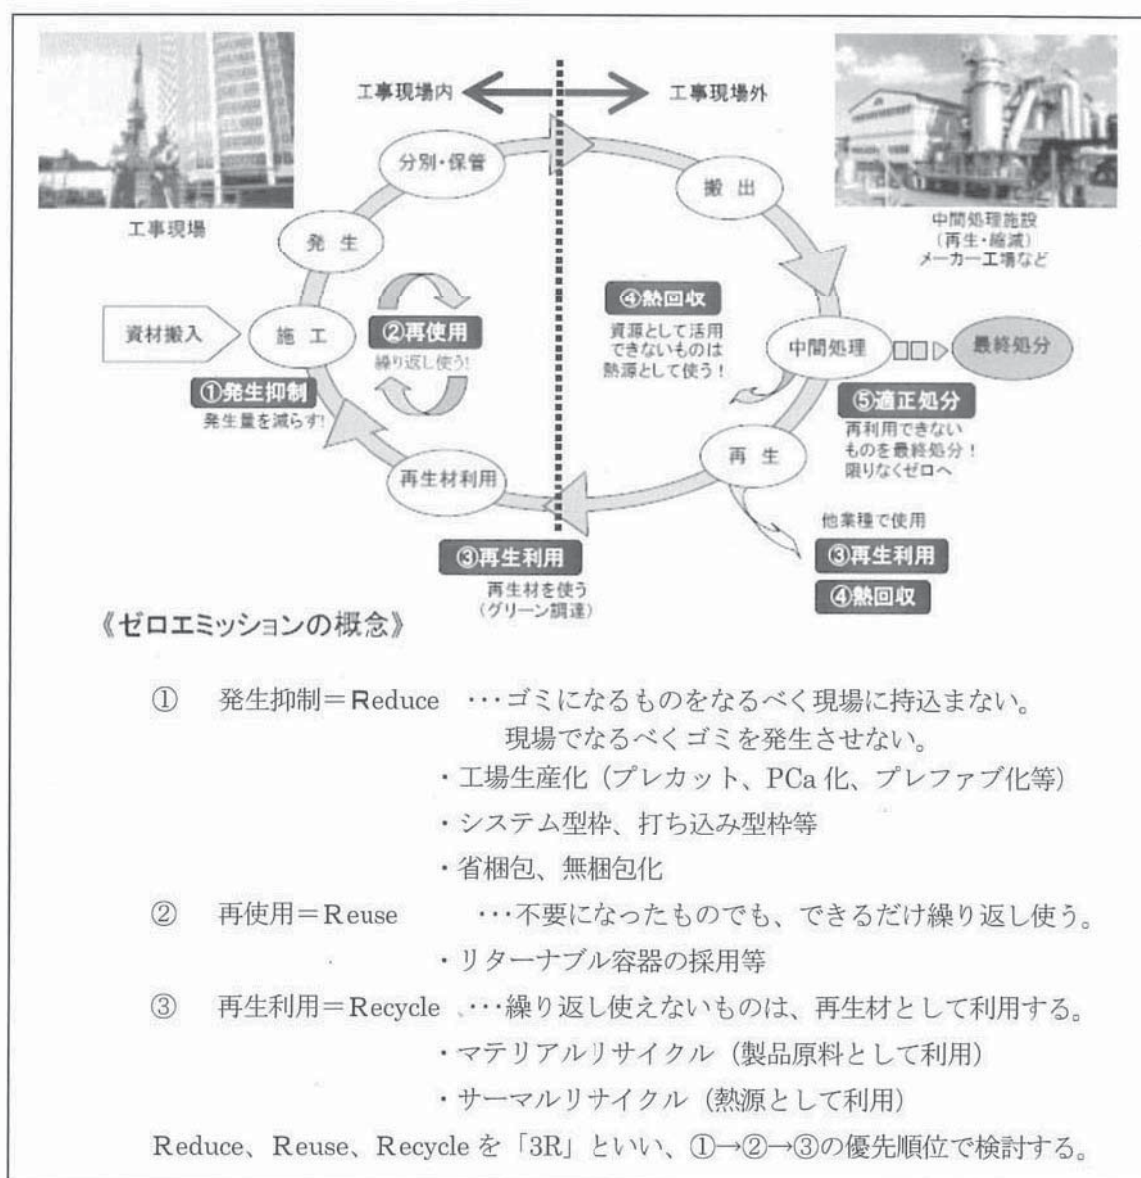 工事現場内
工事現場外
分別・保管
搬 出
工事現場
中間処理施設
(再生・縮減)
メーカー工場など
発 生
④熱回収
資源として活用
できないものは
熱源として使う!
資材搬入
施 工
②再使用
繰り返し使う!
中間処理
最終処分
①発生抑制
発生量を減らす!
⑤適正処分
再利用できない
ものを最終処分!
限りなくゼロへ
再 生
再生材利用
他業種で使用
③再生利用
④熱回収
③再生利用
再生材を使う
(グリーン調達)
《ゼロエミッションの概念》
① 発生抑制=Reduce ・・・ゴミになるものをなるべく現場に持込まない。
現場でなるべくゴミを発生させない。
・工場生産化(プレカット、PCa 化、プレファブ化等)
・システム型枠、打ち込み型枠等
・省梱包、無梱包化
② 再使用=Reuse ・・・不要になったものでも、できるだけ繰り返し使う。
・リターナブル容器の採用等
③ 再生利用=Recycle ・・・繰り返し使えないものは、再生材として利用する。
・マテリアルリサイクル(製品原料として利用)
・サーマルリサイクル(熱源として利用)
Reduce、Reuse、Recycle を「3R」といい、①→②→③の優先順位で検討する。